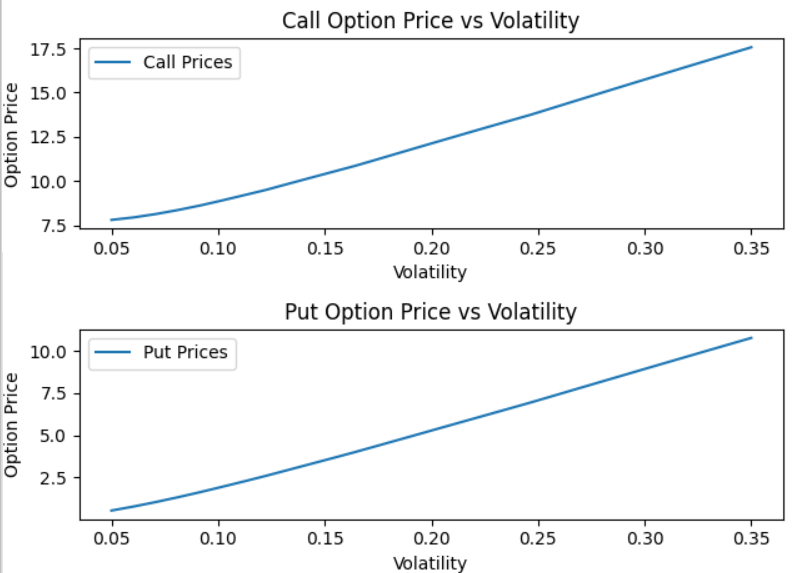 Call Option Price vs Volatility
17.5
15.0
12.5
10.0
7.5
Option Price
Call Prices
0.05 0.10 0.15 0.20 0.25 0.30 0.35
Volatility
Put Option Price vs Volatility
10.0
7.5
5.0
2.5
Option Price
Put Prices
0.05 0.10 0.15 0.20 0.25 0.30 0.35
Volatility